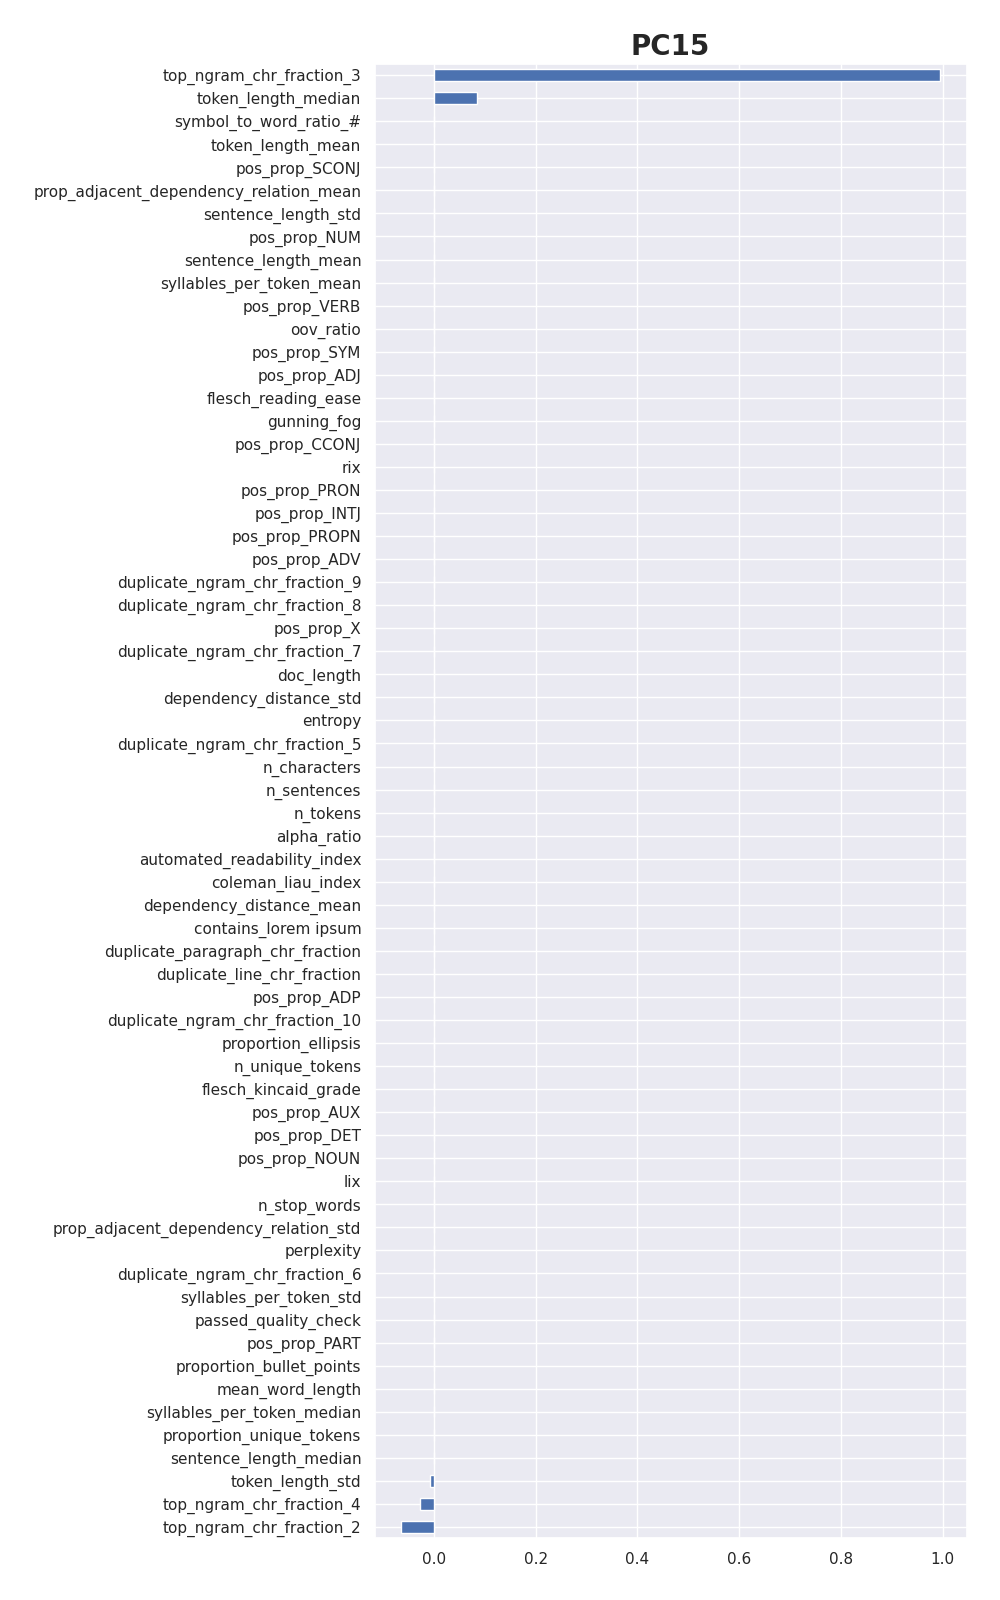 PC15
top_ngram_chr_fraction_3
token_length_median
symbol_to_word_ratio_#
token_length_mean
pos_prop_SCONJ
prop_adjacent_dependency_relation_mean
sentence_length_std
pos_prop_NUM
sentence_length_mean
syllables_per_token_mean
pos_prop_VERB
oov_ratio
pos_prop_SYM
pos_prop_ADJ
flesch_reading_ease
gunning_fog
pos_prop_CCONJ
rix
pos_prop_PRON
pos_prop_INTJ
pos_prop_PROPN
pos_prop_ADV
duplicate_ngram_chr_fraction_9
duplicate_ngram_chr_fraction_8
pos_prop_X
duplicate_ngram_chr_fraction_7
doc_length
dependency_distance_std
entropy
duplicate_ngram_chr_fraction_5
n_characters
n_sentences
n_tokens
alpha_ratio
automated_readability_index
coleman_liau_index
dependency_distance_mean
contains_lorem ipsum
duplicate_paragraph_chr_fraction
duplicate_line_chr_fraction
pos_prop_ADP
duplicate_ngram_chr_fraction_10
proportion_ellipsis
n_unique_tokens
flesch_kincaid_grade
pos_prop_AUX
pos_prop_DET
pos_prop_NOUN
lix
n_stop_words
prop_adjacent_dependency_relation_std
perplexity
duplicate_ngram_chr_fraction_6
syllables_per_token_std
passed_quality_check
pos_prop_PART
proportion_bullet_points
mean_word_length
syllables_per_token_median
proportion_unique_tokens
sentence_length_median
token_length_std
top_ngram_chr_fraction_4
top_ngram_chr_fraction_2
0.0 0.2 0.4 0.6 0.8 1.0